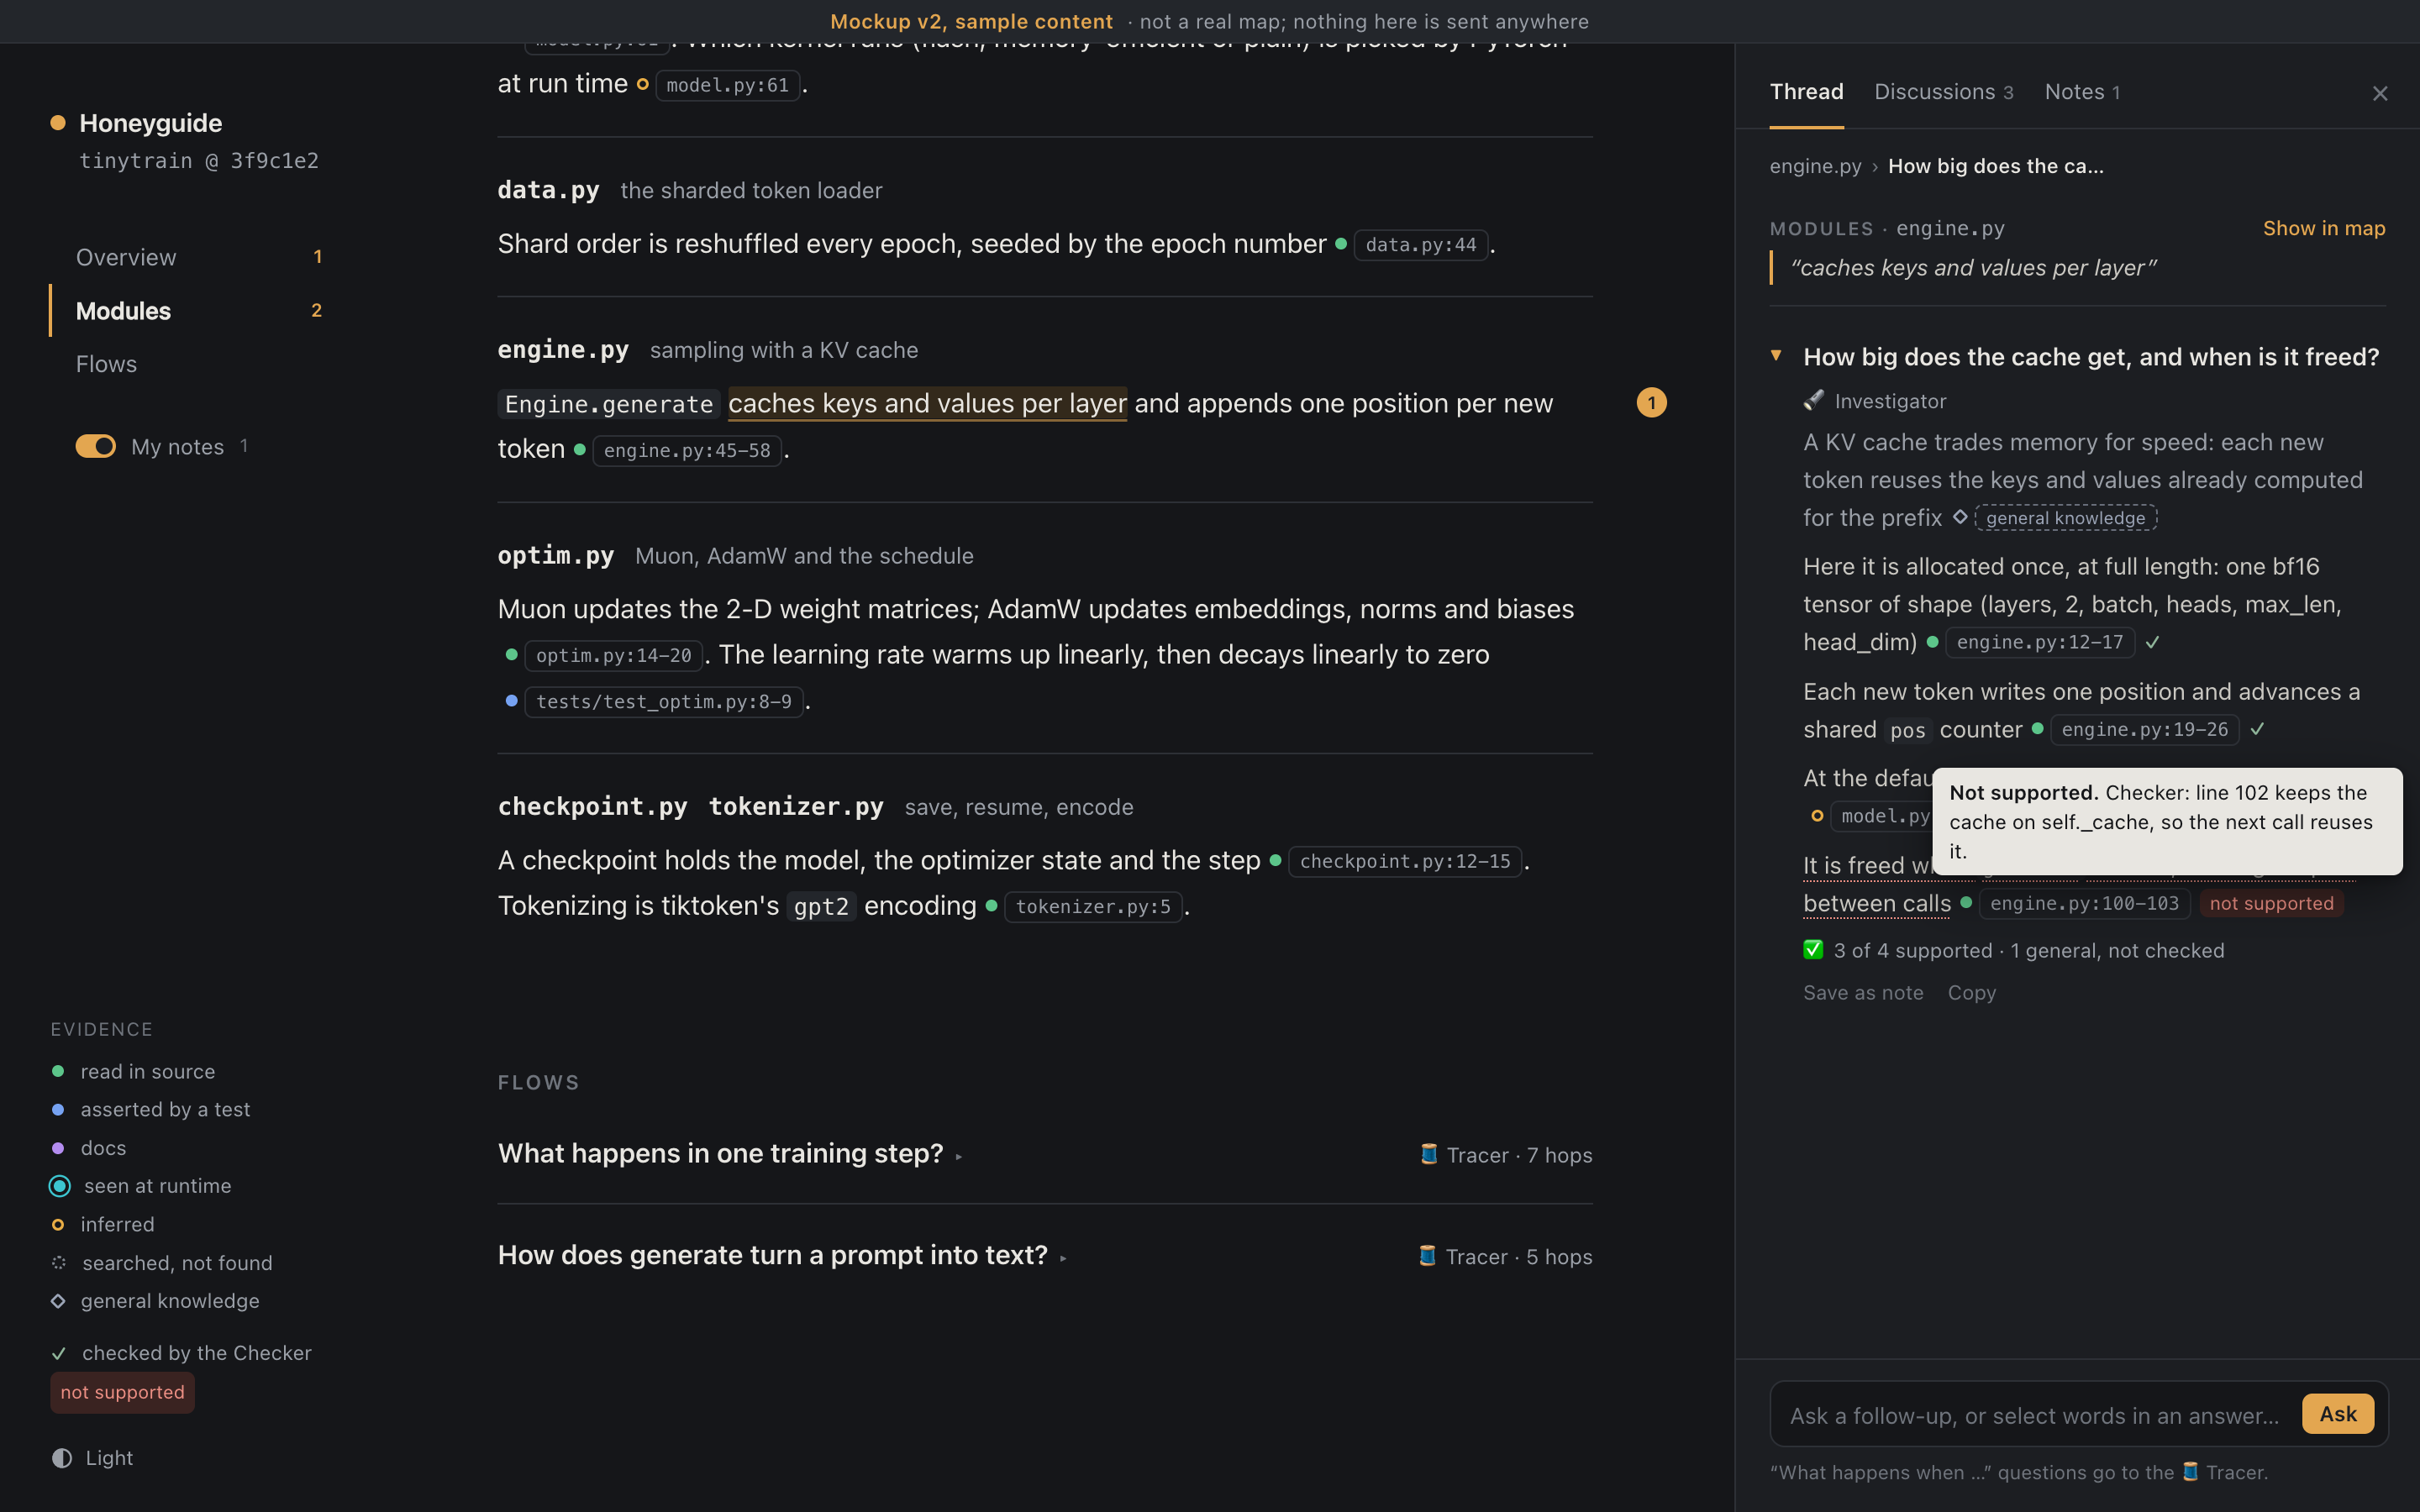 Mockup v2, sample content · not a real map; nothing here is sent anywhere
Honeyguide
tinytrain @ 3f9c1e2
Overview 1
Modules 2
Flows
My notes 1
EVIDENCE
read in source
asserted by a test
docs
seen at runtime
inferred
searched, not found
general knowledge
✓ checked by the Checker
not supported
Light
at run time model.py:61.
data.py the sharded token loader
Shard order is reshuffled every epoch, seeded by the epoch number data.py:44.
engine.py sampling with a KV cache
Engine.generate caches keys and values per layer and appends one position per new
token engine.py:45–58.
1
optim.py Muon, AdamW and the schedule
Muon updates the 2-D weight matrices; AdamW updates embeddings, norms and biases
optim.py:14–20. The learning rate warms up linearly, then decays linearly to zero
tests/test_optim.py:8–9.
checkpoint.py tokenizer.py save, resume, encode
A checkpoint holds the model, the optimizer state and the step checkpoint.py:12–15.
Tokenizing is tiktoken's gpt2 encoding tokenizer.py:5.
FLOWS
What happens in one training step? ▸ Tracer · 7 hops
How does generate turn a prompt into text? ▸ Tracer · 5 hops
Thread Discussions 3 Notes 1 ×
engine.py › How big does the ca…
MODULES · engine.py Show in map
“caches keys and values per layer”
▼ How big does the cache get, and when is it freed?
Investigator
A KV cache trades memory for speed: each new
token reuses the keys and values already computed
for the prefix general knowledge
Here it is allocated once, at full length: one bf16
tensor of shape (layers, 2, batch, heads, max_len,
head_dim) engine.py:12–17 ✓
Each new token writes one position and advances a
shared pos counter engine.py:19–26 ✓
At the
model.py
Not supported. Checker: line 102 keeps the
cache on self._cache, so the next call reuses
it.
It is freed
between calls engine.py:100–103 not supported
✅ 3 of 4 supported · 1 general, not checked
Save as note Copy
Ask a follow-up, or select words in an answer… Ask
“What happens when …” questions go to the Tracer.